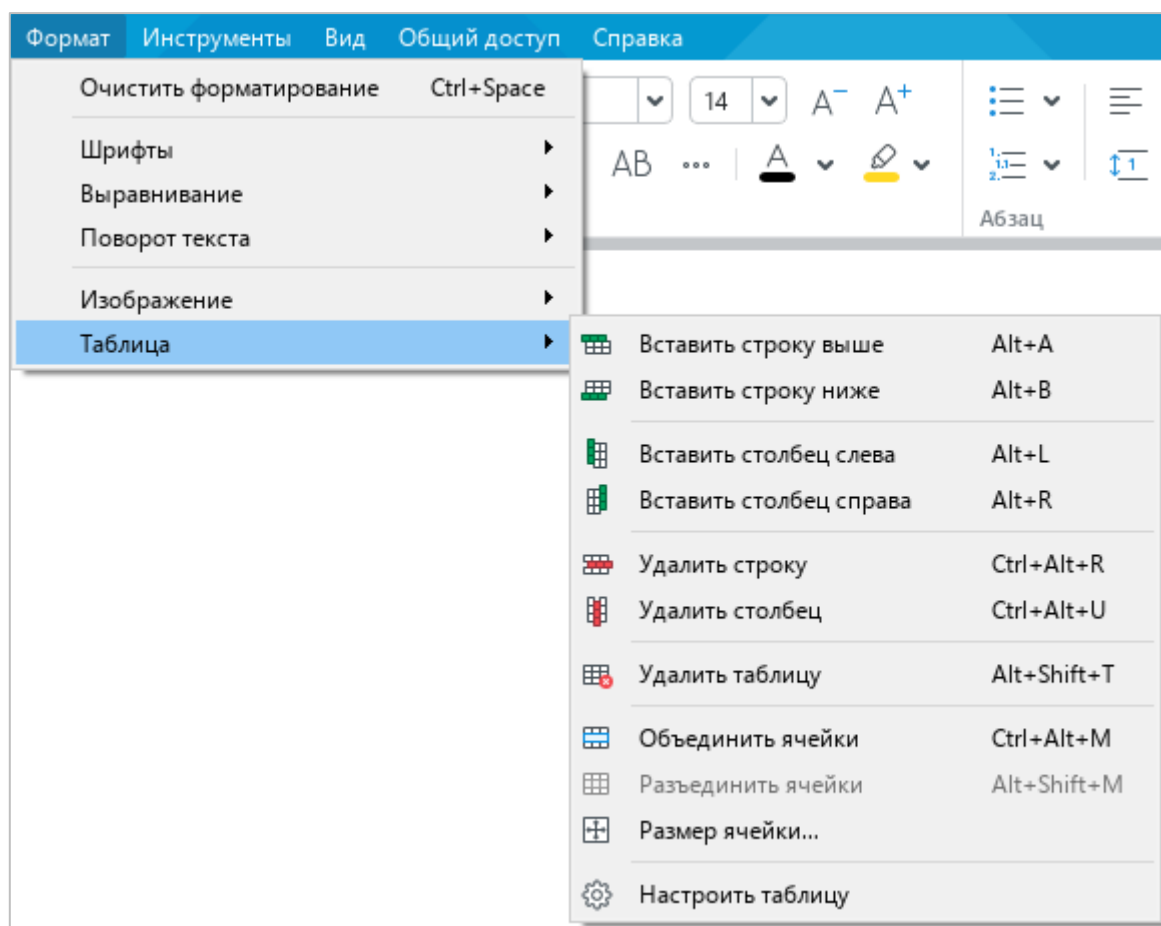 Формат Инструменты Вид Общий доступ Справка
Очистить форматирование Ctrl+Space
14 A- A+
Шрифты
AB ... A
Выравнивание
Поворот текста
Абзац
Изображение
Таблица
Вставить строку выше Alt+A
Вставить строку ниже Alt+B
Вставить столбец слева Alt+L
Вставить столбец справа Alt+R
Удалить строку Ctrl+Alt+R
Удалить столбец Ctrl+Alt+U
Удалить таблицу Alt+Shift+T
Объединить ячейки Ctrl+Alt+M
Разъединить ячейки Alt+Shift+M
Размер ячейки...
Настроить таблицу